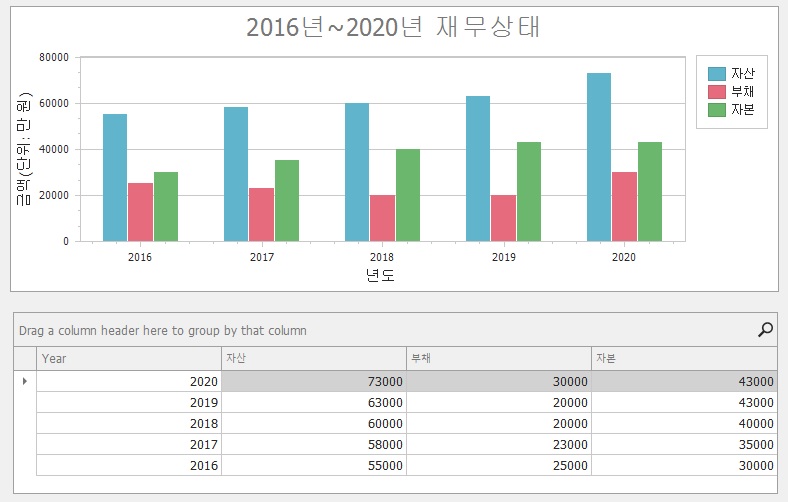 2016년~2020년 재무상태
80000
60000
40000
20000
0
금액(단위: 만 원)
2016 2017 2018 2019 2020
년도
자산
부채
자본
Drag a column header here to group by that column
Year 자산 부채 자본
2020 73000 30000 43000
2019 63000 20000 43000
2018 60000 20000 40000
2017 58000 23000 35000
2016 55000 25000 30000